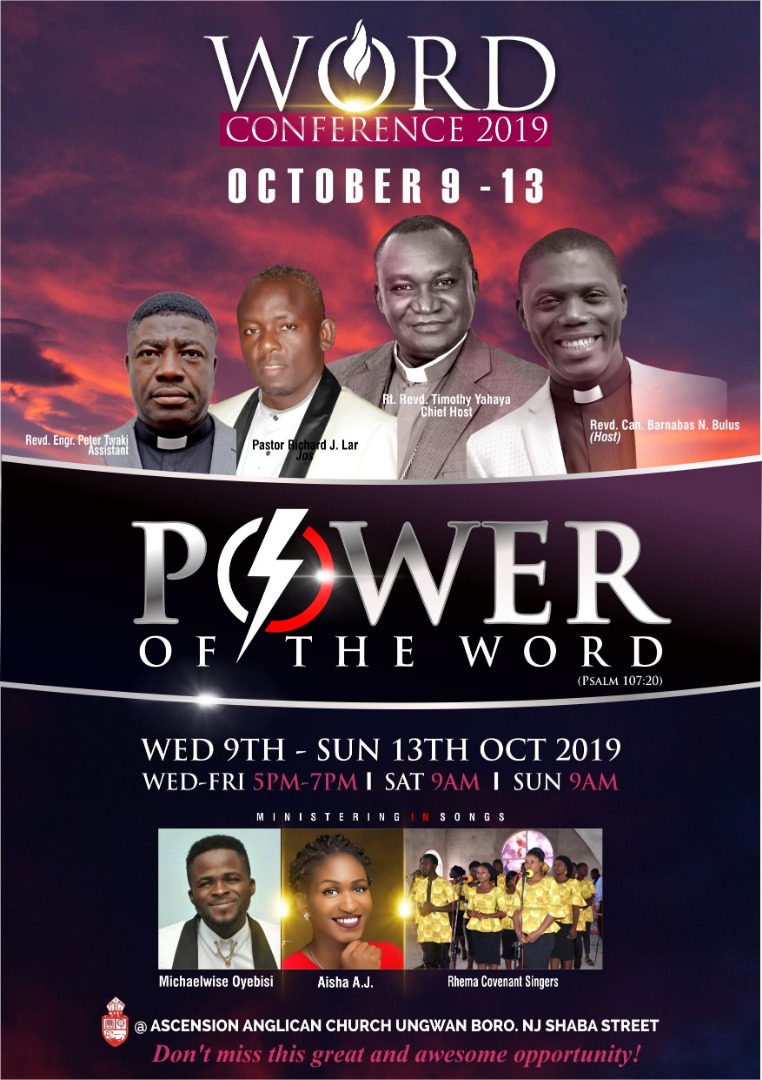 WORD
CONFERENCE 2019
OCTOBER 9 - 13
Revd. Engr. Peter Twaki
Assistant
Pastor Richard J. Lar
Jos
Rt. Revd. Timothy Yahaya
Chief Host
Revd. Can. Barnabas N. Bulus
(Host)
POWER
OF THE WORD
(PSALM 107:20)
WED 9TH - SUN 13TH OCT 2019
WED-FRI 5PM-7PM | SAT 9AM | SUN 9AM
MINISTERING IN SONGS
Michaelwise Oyebisi
Aisha A.J.
Rhema Covenant Singers
@ ASCENSION ANGLICAN CHURCH UNGWAN BORO. NJ SHABA STREET
Don't miss this great and awesome opportunity!